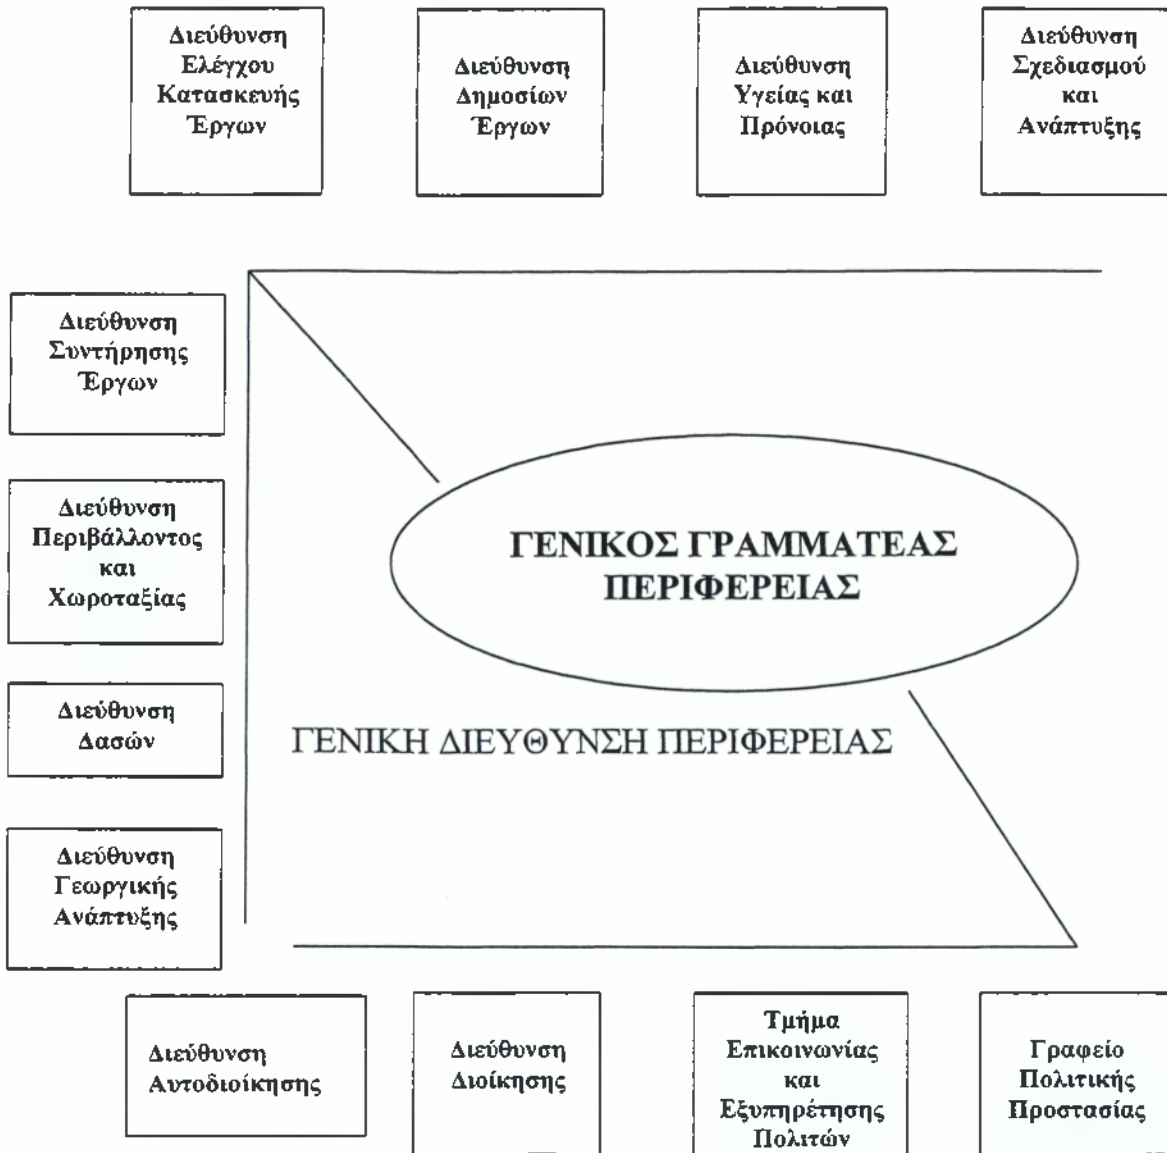 Διεύθυνση
Ελέγχου
Κατασκευής
Έργων
Διεύθυνση
Δημοσίων
Έργων
Διεύθυνση
Υγείας και
Πρόνοιας
Διεύθυνση
Σχεδιασμού
και
Ανάπτυξης
Διεύθυνση
Συντήρησης
Έργων
Διεύθυνση
Περιβάλλοντος
και
Χωροταξίας
Διεύθυνση
Δασών
Διεύθυνση
Γεωργικής
Ανάπτυξης
ΓΕΝΙΚΟΣ ΓΡΑΜΜΑΤΕΑΣ
ΠΕΡΙΦΕΡΕΙΑΣ
ΓΕΝΙΚΗ ΔΙΕΥΘΥΝΣΗ ΠΕΡΙΦΕΡΕΙΑΣ
Διεύθυνση
Αυτοδιοίκησης
Διεύθυνση
Διοίκησης
Τμήμα
Επικοινωνίας
και
Εξυπηρέτησης
Πολιτών
Γραφείο
Πολιτικής
Προστασίας